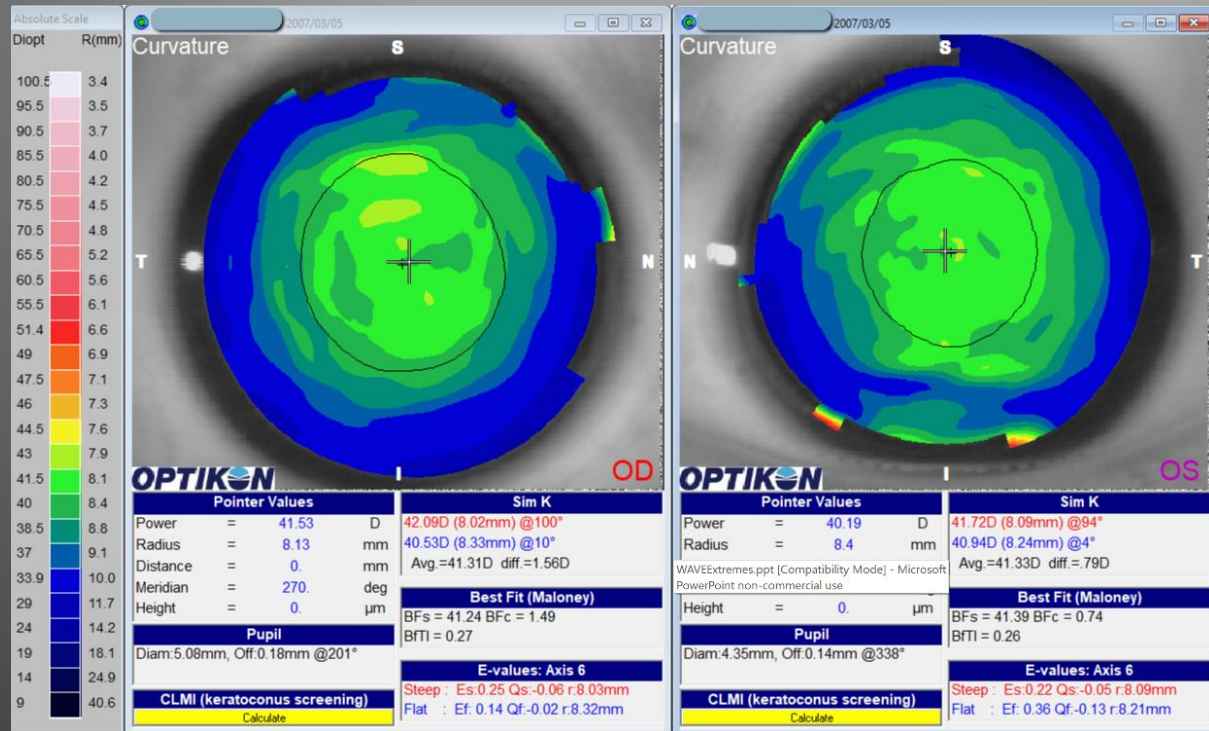 Absolute Scale
Diopt R(mm)
100.5 3.4
95.5 3.5
90.5 3.7
85.5 4.0
80.5 4.2
75.5 4.5
70.5 4.8
65.5 5.2
60.5 5.6
55.5 6.1
51.4 6.6
49 6.9
47.5 7.1
46 7.3
44.5 7.6
43 7.9
41.5 8.1
40 8.4
38.5 8.8
37 9.1
33.9 10.0
29 11.7
24 14.2
19 18.1
14 24.9
9 40.6
2007/03/05
Curvature
S
T
N
I
OPTIKON
OD
Pointer Values
Power = 41.53 D
Radius = 8.13 mm
Distance = 0. mm
Meridian = 270. deg
Height = 0. µm
Pupil
Diam:5.08mm, Off:0.18mm @201°
CLMI (keratoconus screening)
Calculate
Sim K
42.09D (8.02mm) @100°
40.53D (8.33mm) @10°
Avg.=41.31D diff.=1.56D
Best Fit (Maloney)
BFs = 41.24 BFc = 1.49
BfTI = 0.27
E-values: Axis 6
Steep : Es:0.25 Qs:-0.06 r:8.03mm
Flat : Ef: 0.14 Qf:-0.02 r:8.32mm
2007/03/05
Curvature
S
N
T
I
OPTIKON
OS
Pointer Values
Power = 40.19 D
Radius = 8.4 mm
WAVEExtremes.ppt [Compatibility Mode] - Microsoft
PowerPoint non-commercial use
Height = 0. µm
Pupil
Diam:4.35mm, Off:0.14mm @338°
CLMI (keratoconus screening)
Calculate
Sim K
41.72D (8.09mm) @94°
40.94D (8.24mm) @4°
Avg.=41.33D diff.=.79D
Best Fit (Maloney)
BFs = 41.39 BFc = 0.74
BfTI = 0.26
E-values: Axis 6
Steep : Es:0.22 Qs:-0.05 r:8.09mm
Flat : Ef: 0.36 Qf:-0.13 r:8.21mm